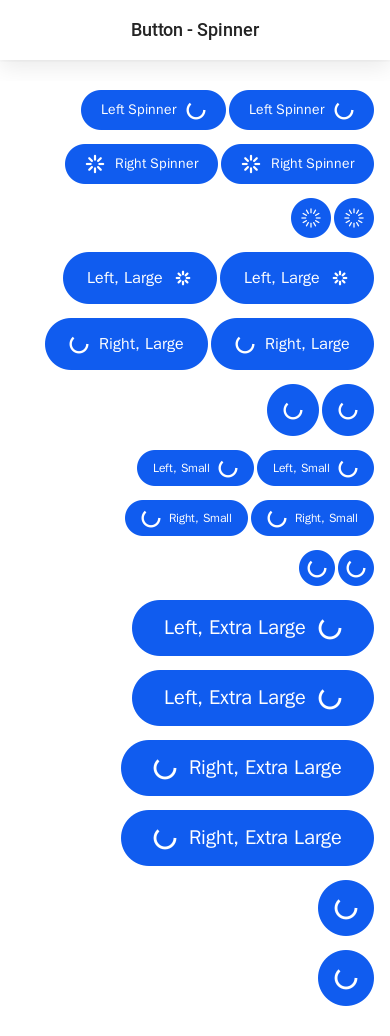 Button - Spinner
Left Spinner Left Spinner
Right Spinner Right Spinner
Left, Large Left, Large
Right, Large Right, Large
Left, Small Left, Small
Right, Small Right, Small
Left, Extra Large
Left, Extra Large
Right, Extra Large
Right, Extra Large